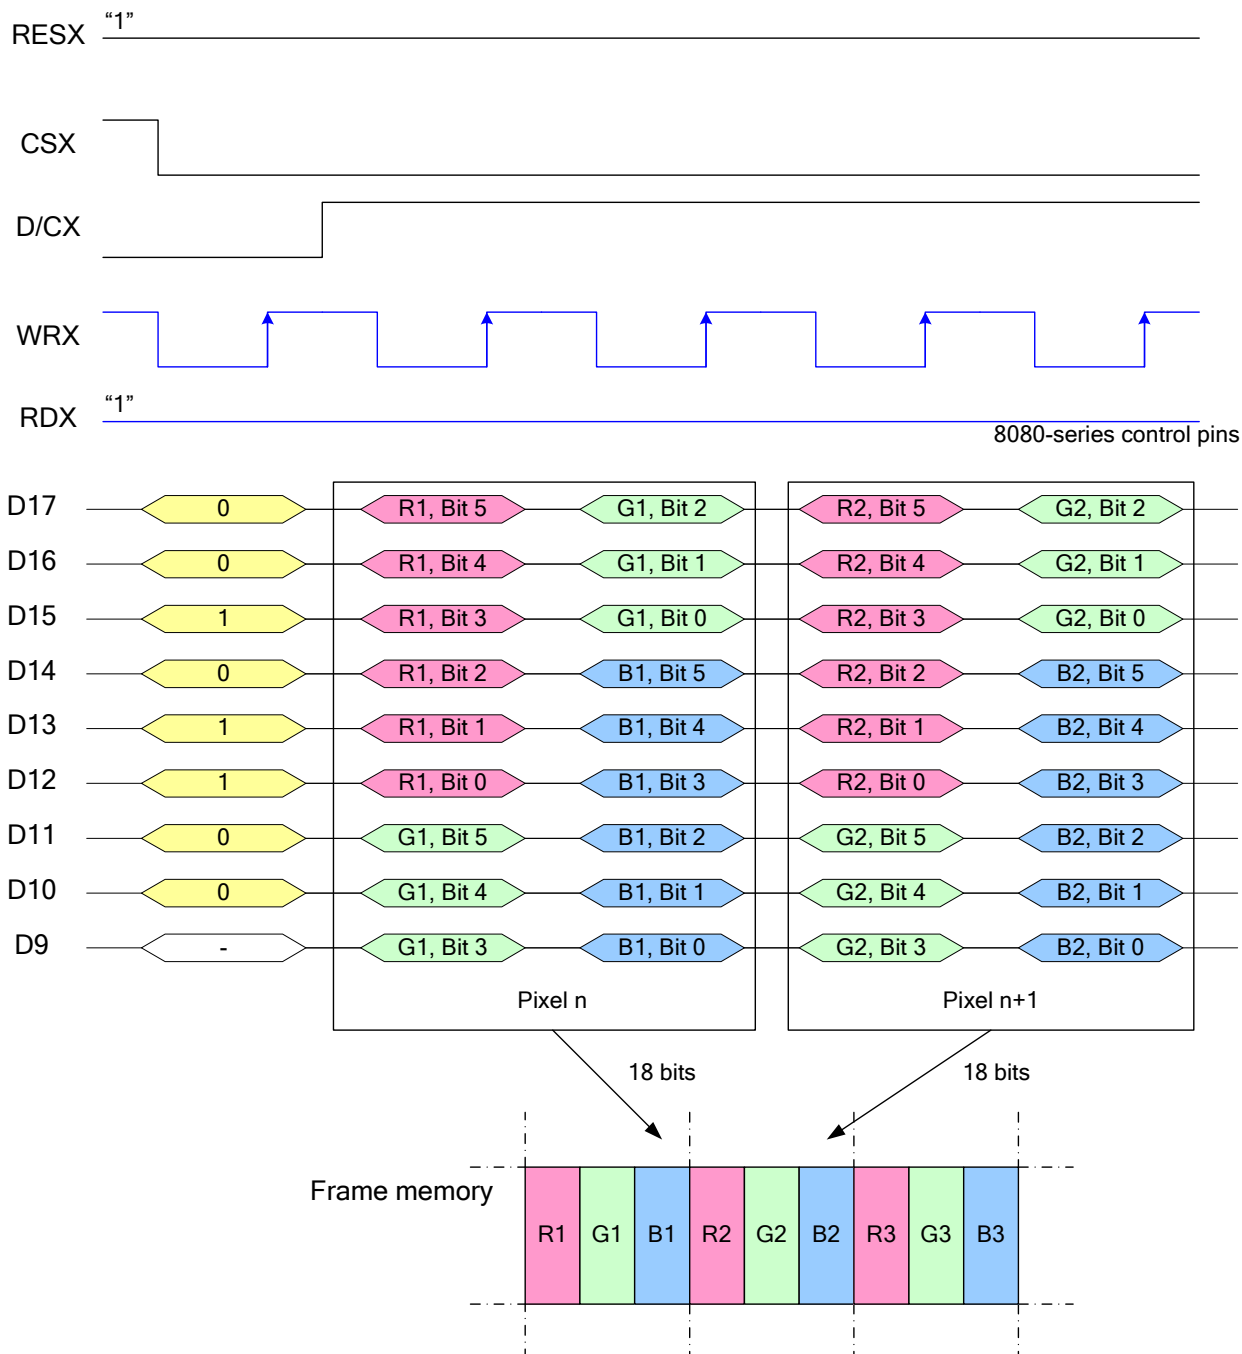 RESX "1"
CSX
D/CX
WRX
RDX "1"
8080-series control pins
D17 0 R1, Bit 5 G1, Bit 2 R2, Bit 5 G2, Bit 2
D16 0 R1, Bit 4 G1, Bit 1 R2, Bit 4 G2, Bit 1
D15 1 R1, Bit 3 G1, Bit 0 R2, Bit 3 G2, Bit 0
D14 0 R1, Bit 2 B1, Bit 5 R2, Bit 2 B2, Bit 5
D13 1 R1, Bit 1 B1, Bit 4 R2, Bit 1 B2, Bit 4
D12 1 R1, Bit 0 B1, Bit 3 R2, Bit 0 B2, Bit 3
D11 0 G1, Bit 5 B1, Bit 2 G2, Bit 5 B2, Bit 2
D10 0 G1, Bit 4 B1, Bit 1 G2, Bit 4 B2, Bit 1
D9 - G1, Bit 3 B1, Bit 0 G2, Bit 3 B2, Bit 0
Pixel n Pixel n+1
18 bits 18 bits
Frame memory
R1 G1 B1 R2 G2 B2 R3 G3 B3